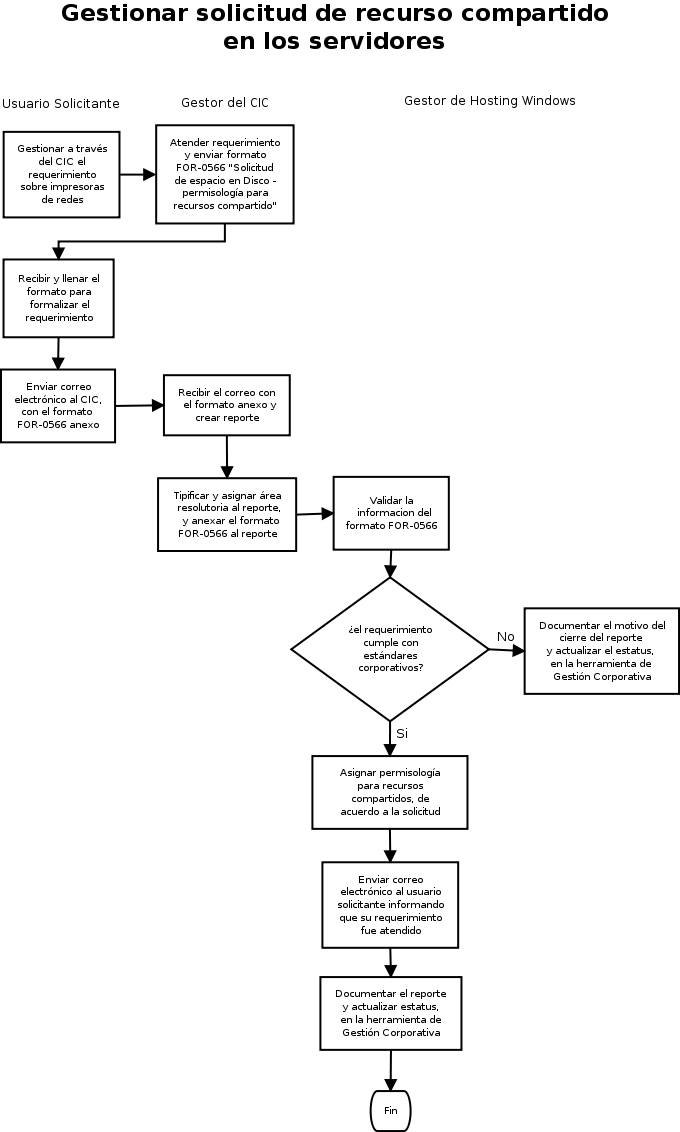 Gestionar solicitud de recurso compartido
en los servidores
Usuario Solicitante
Gestor del CIC
Gestor de Hosting Windows
Gestionar a través
del CIC el
requerimiento
sobre impresoras
de redes
Atender requerimiento
y enviar formato
FOR-0566 "Solicitud
de espacio en Disco -
permisología para
recursos compartido"
Recibir y llenar el
formato para
formalizar el
requerimiento
Enviar correo
electrónico al CIC,
con el formato
FOR-0566 anexo
Recibir el correo con
el formato anexo y
crear reporte
Tipificar y asignar área
resolutoria al reporte,
y anexar el formato
FOR-0566 al reporte
Validar la
informacion del
formato FOR-0566
¿el requerimiento
cumple con
estándares
corporativos?
No
Documentar el motivo del
cierre del reporte
y actualizar el estatus,
en la herramienta de
Gestión Corporativa
Si
Asignar permisología
para recursos
compartidos, de
acuerdo a la solicitud
Enviar correo
electrónico al usuario
solicitante informando
que su requerimiento
fue atendido
Documentar el reporte
y actualizar estatus,
en la herramienta de
Gestión Corporativa
Fin